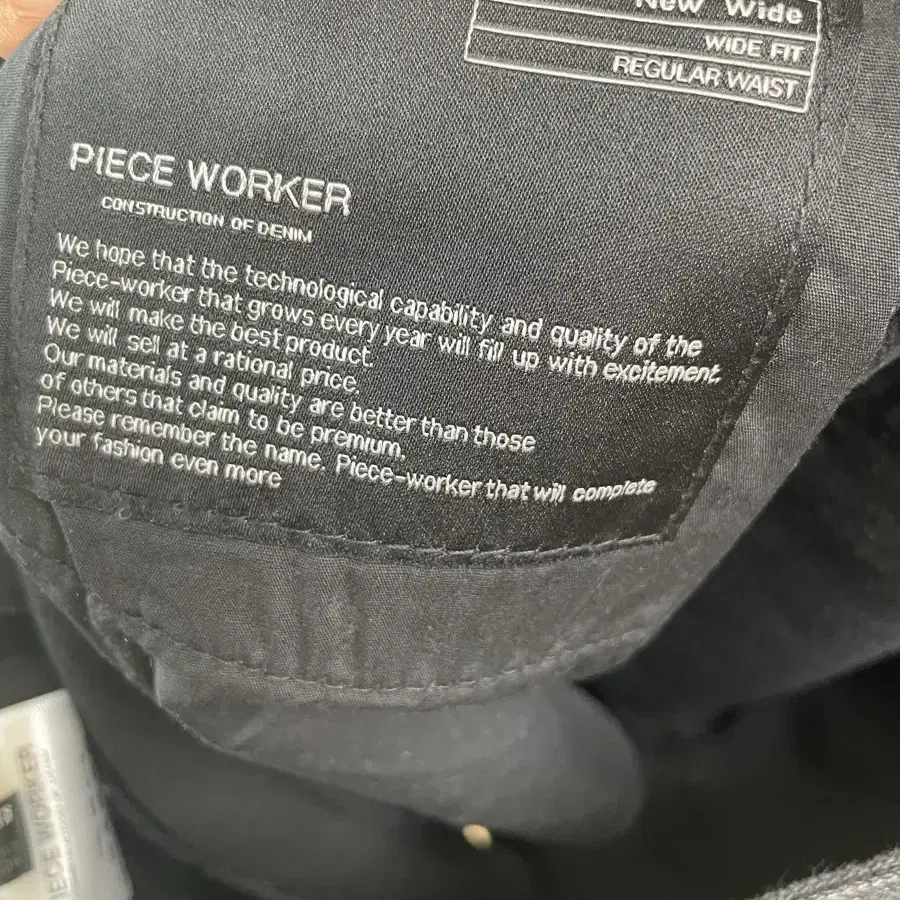 New Wide
WIDE FIT
REGULAR WAIST
PIECE WORKER
CONSTRUCTION OF DENIM
We hope that the technological capability and quality of the
Piece-worker that grows every year will fill up with excitement.
We will make the best product.
We will sell at a rational price.
Our materials and quality are better than those
of others that claim to be premium.
Please remember the name. Piece-worker that will complete
your fashion even more
PIECE WORKER